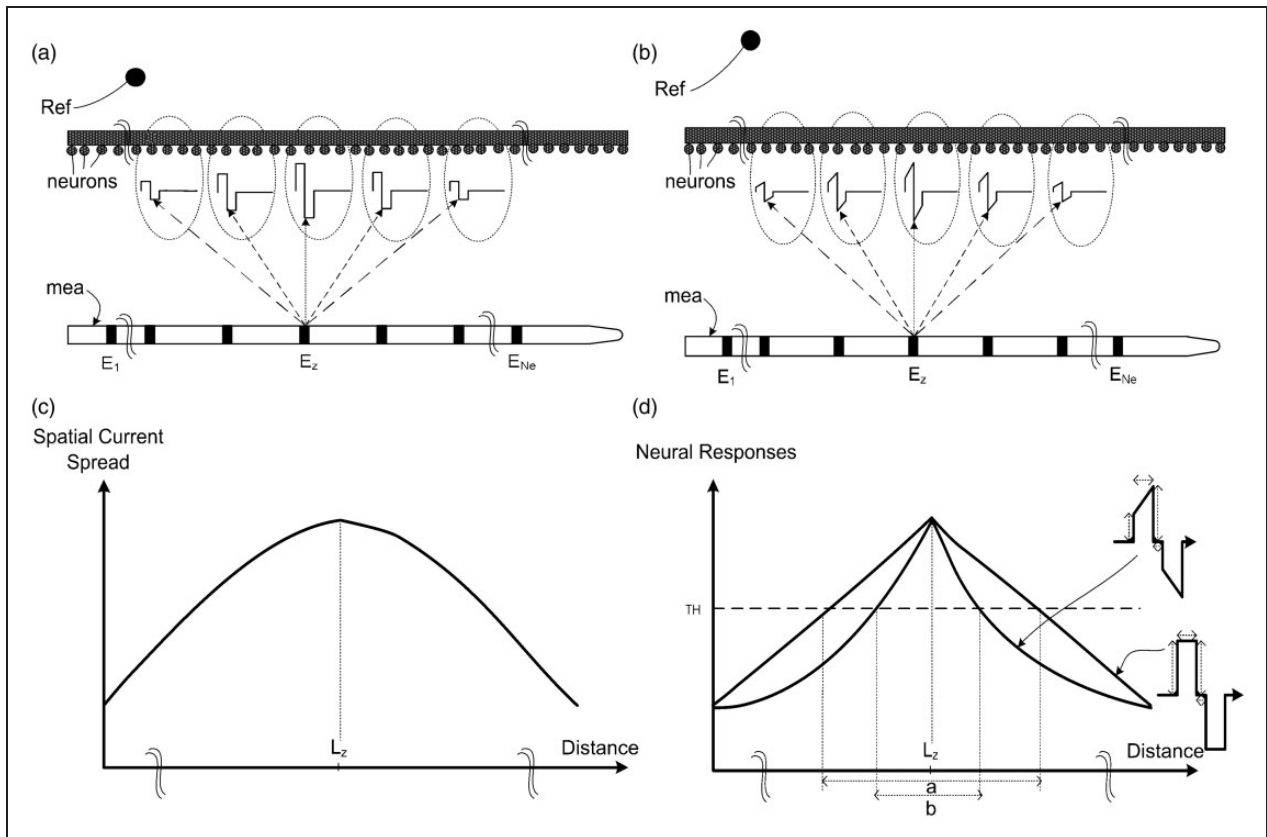 (a)
Ref
neurons
mea
E1
Ez
ENe
(b)
Ref
neurons
mea
E1
Ez
ENe
(c)
Spatial Current
Spread
Lz
Distance
(d)
Neural Responses
TH
Lz
Distance
a
b